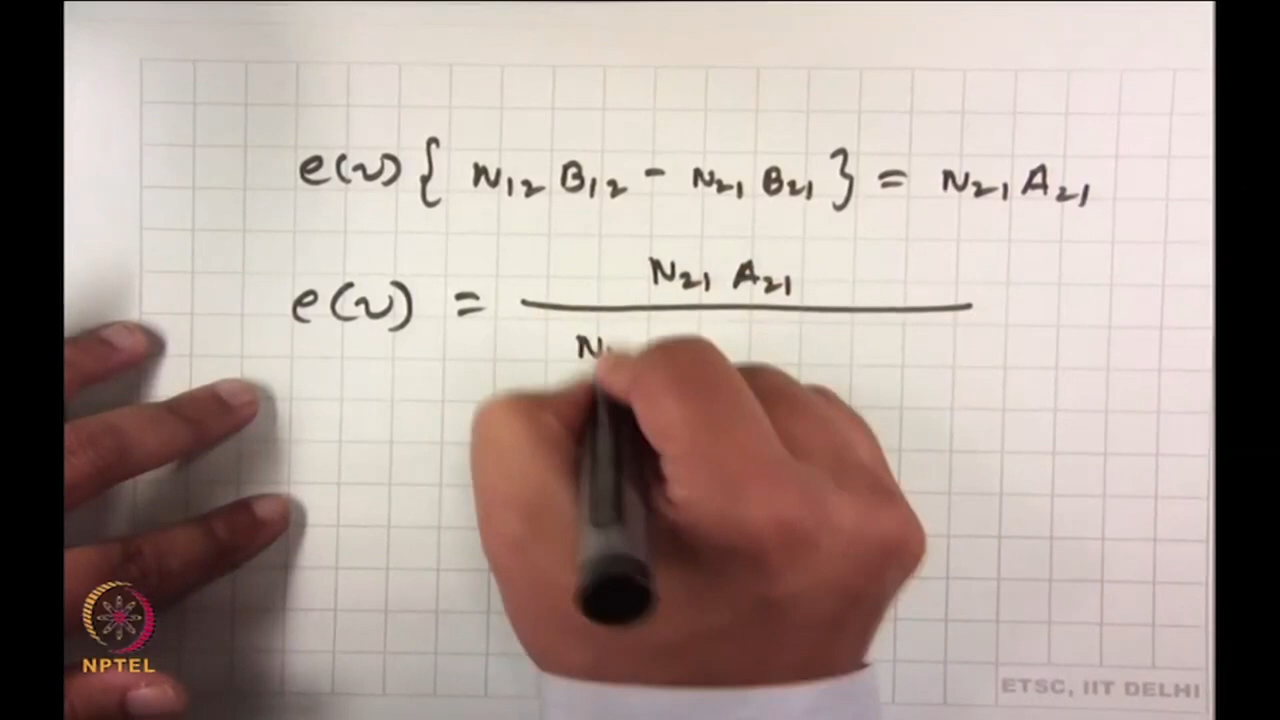 e(ν) { N₁₂ B₁₂ - N₂₁ B₂₁ } = N₂₁ A₂₁
e(ν) = N₂₁ A₂₁
N
NPTEL
ETSC, IIT DELHI